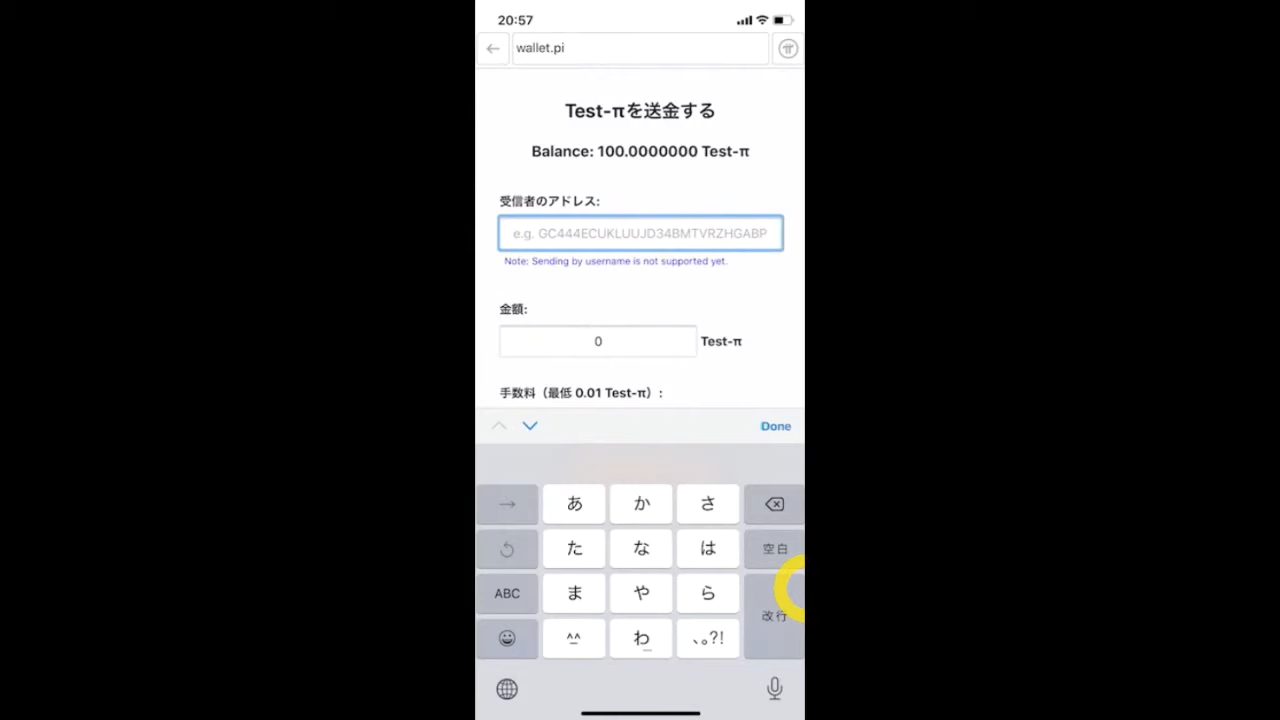 20:57
wallet.pi
Test-πを送金する
Balance: 100.0000000 Test-π
受信者のアドレス:
e.g. GC444ECUKLUUJD34BMTVRZHGABP
Note: Sending by username is not supported yet.
金額:
0 Test-π
手数料（最低 0.01 Test-π）:
Done
→ あ か さ
た な は 空白
ABC ま や ら 改行
^^ わ 、。?!